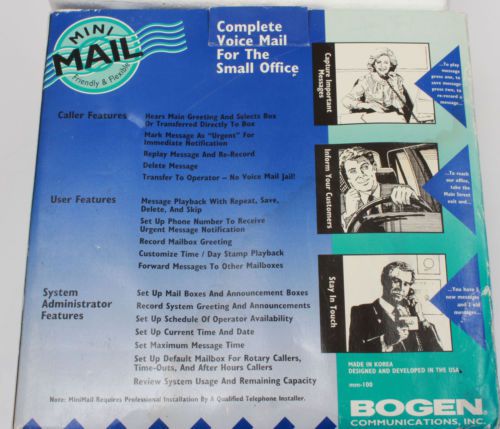 MINI
MAIL
Friendly & Flexible
Complete
Voice Mail
For The
Small Office
Caller Features
Hears Main Greeting And Selects Box
Or Transferred Directly To Box
Mark Message As "Urgent" For
Immediate Notification
Replay Message And Re-Record
Delete Message
Transfer To Operator – No Voice Mail Jail!
User Features
Message Playback With Repeat, Save,
Delete, And Skip
Set Up Phone Number To Receive
Urgent Message Notification
Record Mailbox Greeting
Customize Time / Day Stamp Playback
Forward Messages To Other Mailboxes
System
Administrator
Features
Set Up Mail Boxes And Announcement Boxes
Record System Greeting And Announcements
Set Up Schedule Of Operator Availability
Set Up Current Time And Date
Set Maximum Message Time
Set Up Default Mailbox For Rotary Callers,
Time-Outs, And After Hours Callers
Review System Usage And Remaining Capacity
Note: MiniMail Requires Professional Installation By A Qualified Telephone Installer.
Capture Important
Messages
...To play
message
press one, to
save message
press two,
to re-record a
message...
Inform Your Customers
...To reach
our office,
take the
Main Street
exit and...
Stay In Touch
...You have 5
new messages
and 2 old
messages...
MADE IN KOREA
DESIGNED AND DEVELOPED IN THE USA
mm-100
BOGEN
COMMUNICATIONS, INC.